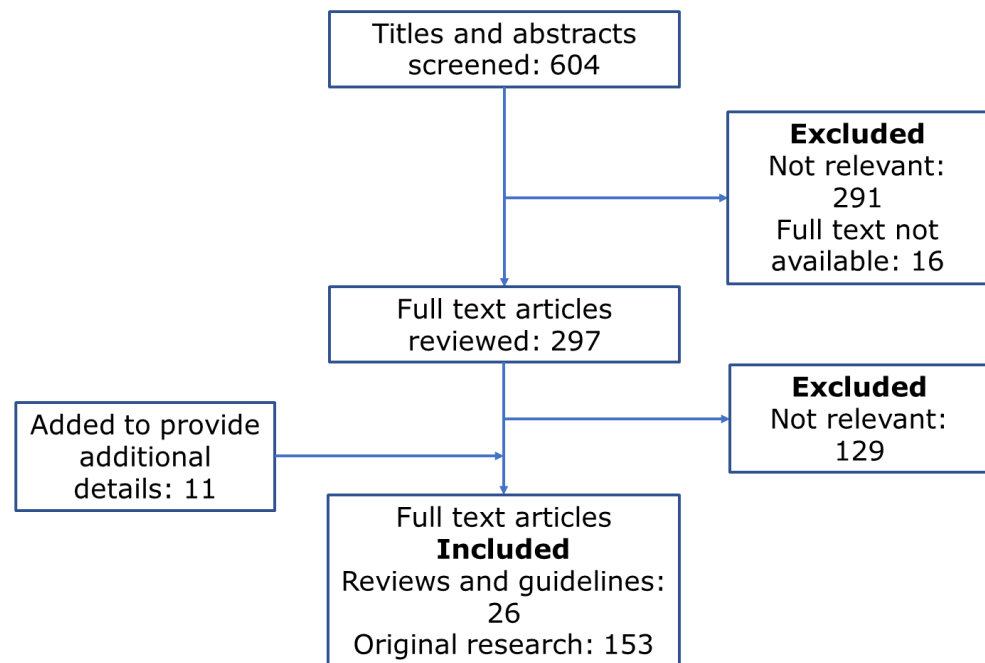 Titles and abstracts
screened: 604
Excluded
Not relevant:
291
Full text not
available: 16
Full text articles
reviewed: 297
Excluded
Not relevant:
129
Added to provide
additional
details: 11
Full text articles
Included
Reviews and guidelines:
26
Original research: 153